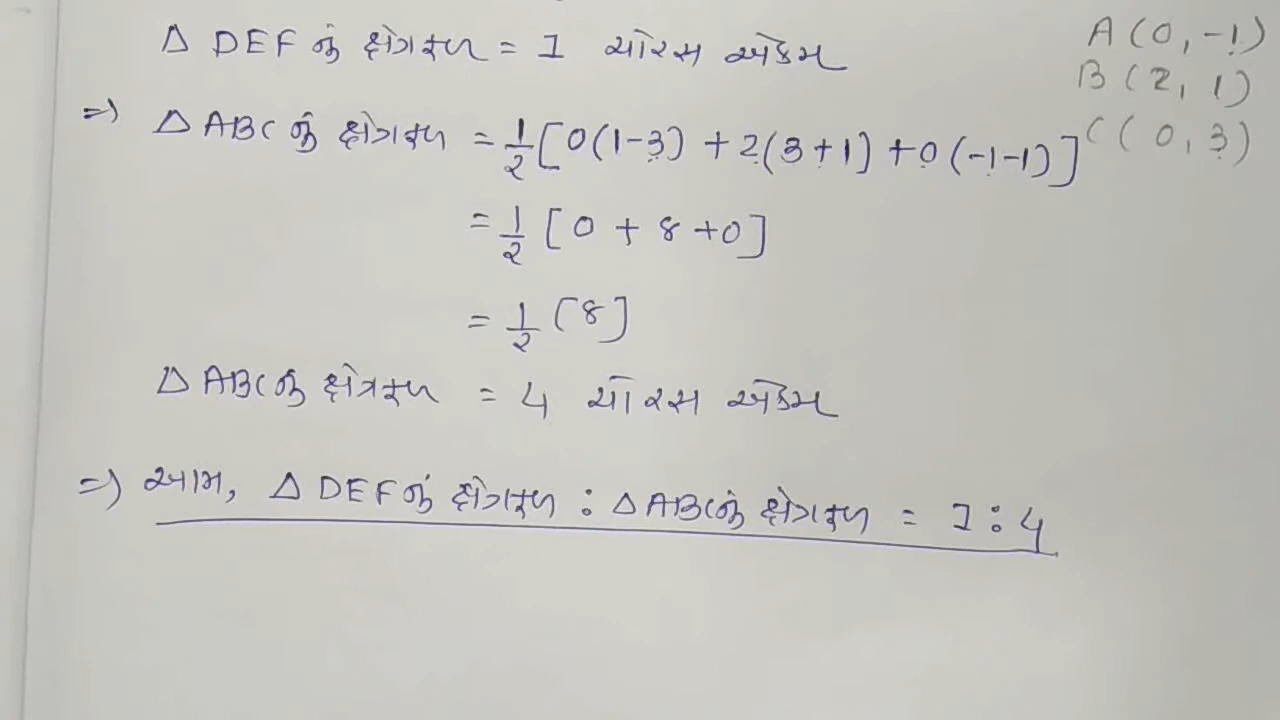 Δ DEF નું ક્ષેત્રફળ = 1 ચોરસ એકમ
A (0, -1)
B (2, 1)
⇒ Δ ABC નું ક્ષેત્રફળ = 1/2 [0(1-3) + 2(3+1) + 0(-1-1)]
C (0, 3)
= 1/2 [0 + 8 + 0]
= 1/2 [8]
Δ ABC નું ક્ષેત્રફળ = 4 ચોરસ એકમ
⇒ આમ, Δ DEF નું ક્ષેત્રફળ : Δ ABC નું ક્ષેત્રફળ = 1 : 4